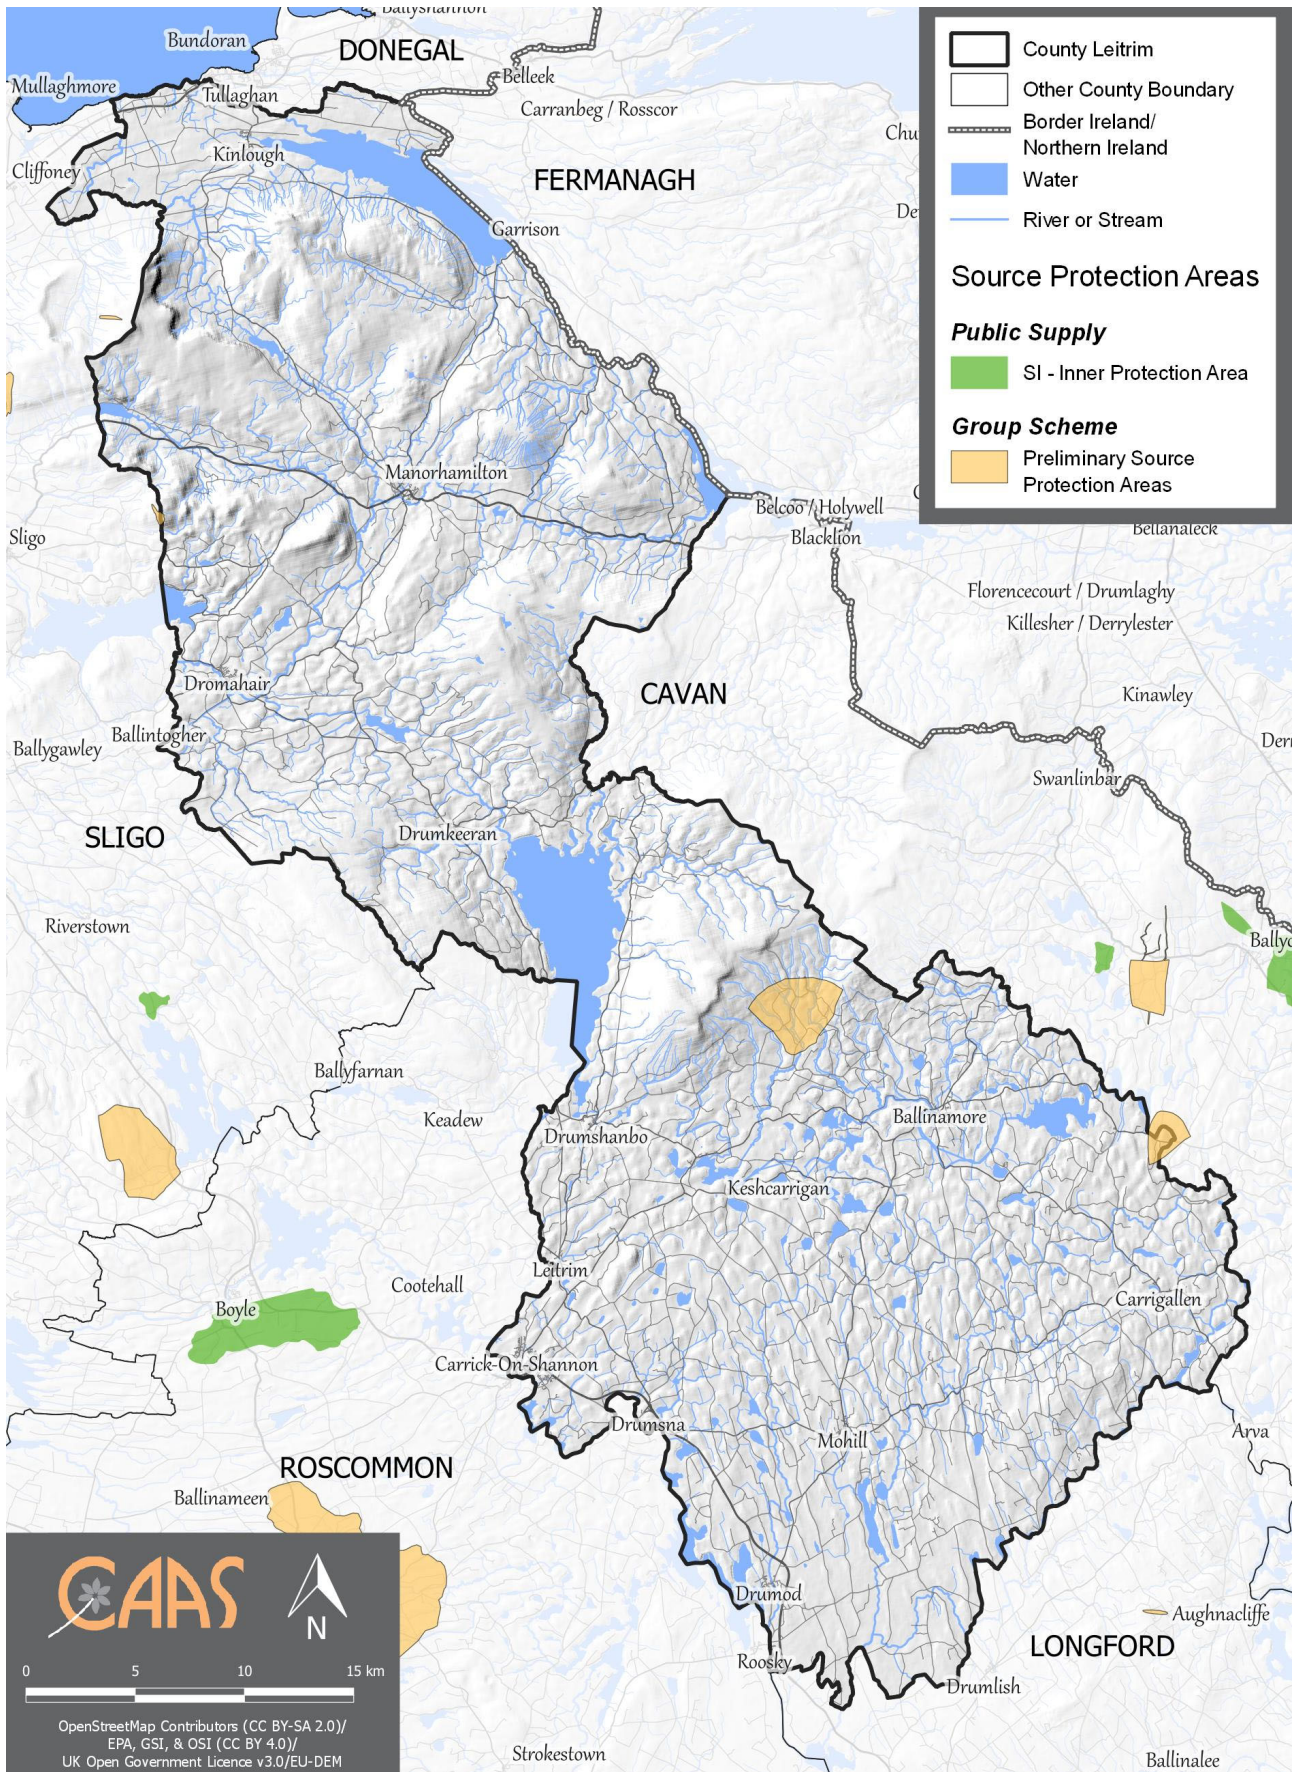 Ballyshannon
Bundoran
DONEGAL
Mullaghmore
Tullaghan
Belleek
Carranbeg / Rosscor
Kinlough
Cliffoney
FERMANAGH
Garrison
County Leitrim
Other County Boundary
Border Ireland/
Northern Ireland
Water
River or Stream
Source Protection Areas
Public Supply
SI - Inner Protection Area
Group Scheme
Preliminary Source
Protection Areas
Manorhamilton
Belcoo / Holywell
Blacklion
Bellanaleck
Sligo
Florencecourt / Drumlaghy
Killesher / Derrylester
Dromahair
CAVAN
Kinawley
Ballintogher
Ballygawley
Swanlinbar
Drumkeeran
SLIGO
Riverstown
Ballyfarnan
Keadew
Drumshanbo
Ballinamore
Keshcarrigan
Leitrim
Cootehall
Carrigallen
Boyle
Carrick-On-Shannon
Drumsna
Mohill
Arva
ROSCOMMON
Ballinameen
Drumod
Aughnacliffe
LONGFORD
Roosky
Drumlish
Strokestown
Ballinalee
CAAS
N
0 5 10 15 km
OpenStreetMap Contributors (CC BY-SA 2.0)/
EPA, GSI, & OSI (CC BY 4.0)/
UK Open Government Licence v3.0/EU-DEM